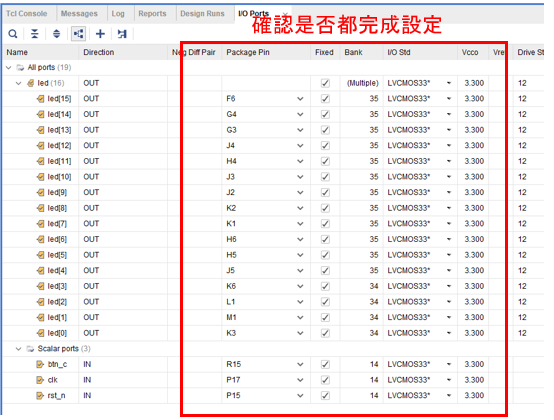 Tcl Console Messages Log Reports Design Runs I/O Ports
確認是否都完成設定
Name Direction Neg Diff Pair Package Pin Fixed Bank I/O Std Vcco Vre Drive St
All ports (19)
led (16) OUT (Multiple) LVCMOS33* 3.300 12
led[15] OUT F6 35 LVCMOS33* 3.300 12
led[14] OUT G4 35 LVCMOS33* 3.300 12
led[13] OUT G3 35 LVCMOS33* 3.300 12
led[12] OUT J4 35 LVCMOS33* 3.300 12
led[11] OUT H4 35 LVCMOS33* 3.300 12
led[10] OUT J3 35 LVCMOS33* 3.300 12
led[9] OUT J2 35 LVCMOS33* 3.300 12
led[8] OUT K2 35 LVCMOS33* 3.300 12
led[7] OUT K1 35 LVCMOS33* 3.300 12
led[6] OUT H6 35 LVCMOS33* 3.300 12
led[5] OUT H5 35 LVCMOS33* 3.300 12
led[4] OUT J5 35 LVCMOS33* 3.300 12
led[3] OUT K6 34 LVCMOS33* 3.300 12
led[2] OUT L1 34 LVCMOS33* 3.300 12
led[1] OUT M1 34 LVCMOS33* 3.300 12
led[0] OUT K3 34 LVCMOS33* 3.300 12
Scalar ports (3)
btn_c IN R15 14 LVCMOS33* 3.300
clk IN P17 14 LVCMOS33* 3.300
rst_n IN P15 14 LVCMOS33* 3.300